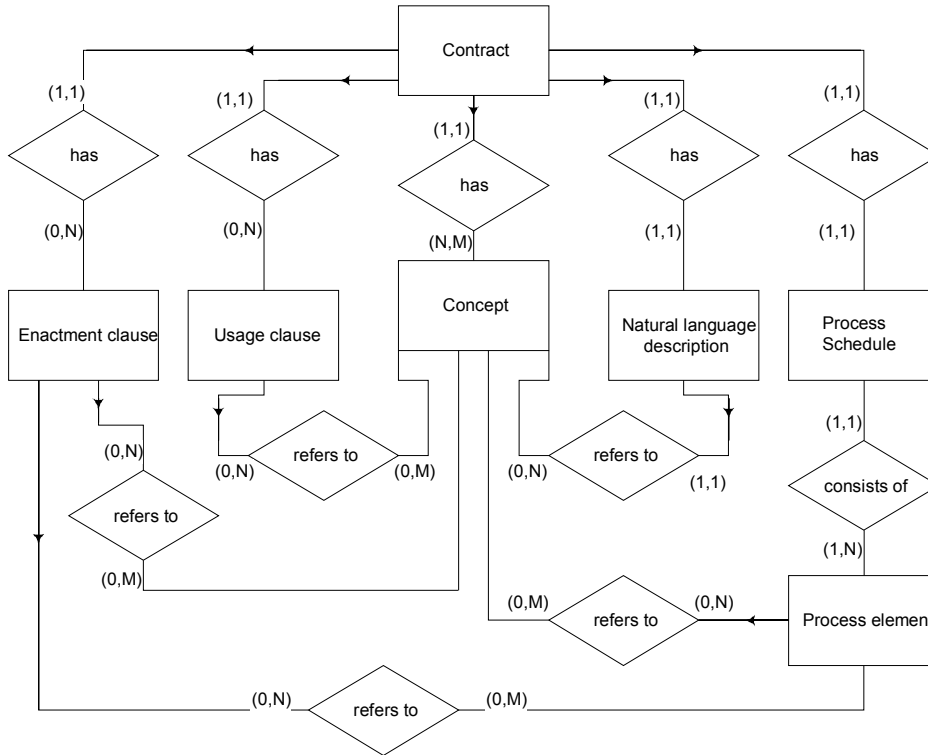 Contract
(1,1)
(1,1)
(1,1)
(1,1)
(1,1)
has
has
has
has
has
(0,N)
(0,N)
(N,M)
(1,1)
(1,1)
Enactment clause
Usage clause
Concept
Natural language
description
Process
Schedule
(0,N)
(0,N)
refers to
(0,M)
(0,N)
refers to
(1,1)
(1,1)
consists of
refers to
(0,M)
(1,N)
(0,M)
refers to
(0,N)
Process elemen
(0,N)
refers to
(0,M)